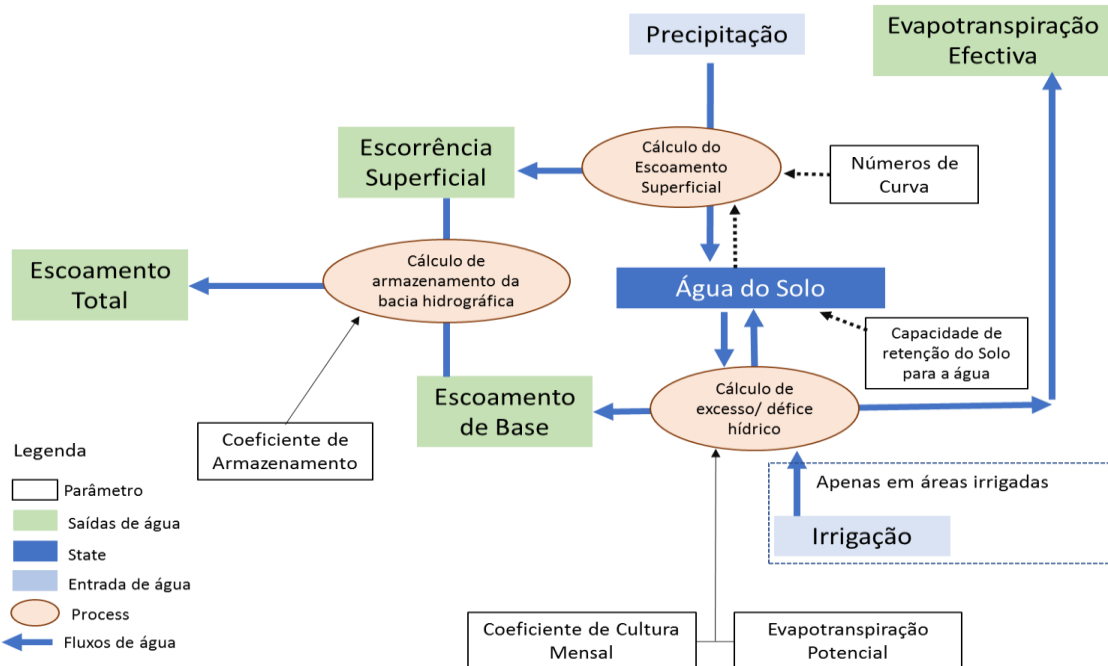 Precipitação
Evapotranspiração
Efectiva
Escorrência
Superficial
Cálculo do
Escoamento
Superficial
Números de
Curva
Escoamento
Total
Cálculo de
armazenamento da
bacia hidrográfica
Água do Solo
Capacidade de
retenção do Solo
para a água
Escoamento
de Base
Cálculo de
excesso/ défice
hídrico
Coeficiente de
Armazenamento
Apenas em áreas irrigadas
Irrigação
Coeficiente de Cultura
Mensal
Evapotranspiração
Potencial
Legenda
Parâmetro
Saídas de água
State
Entrada de água
Process
Fluxos de água